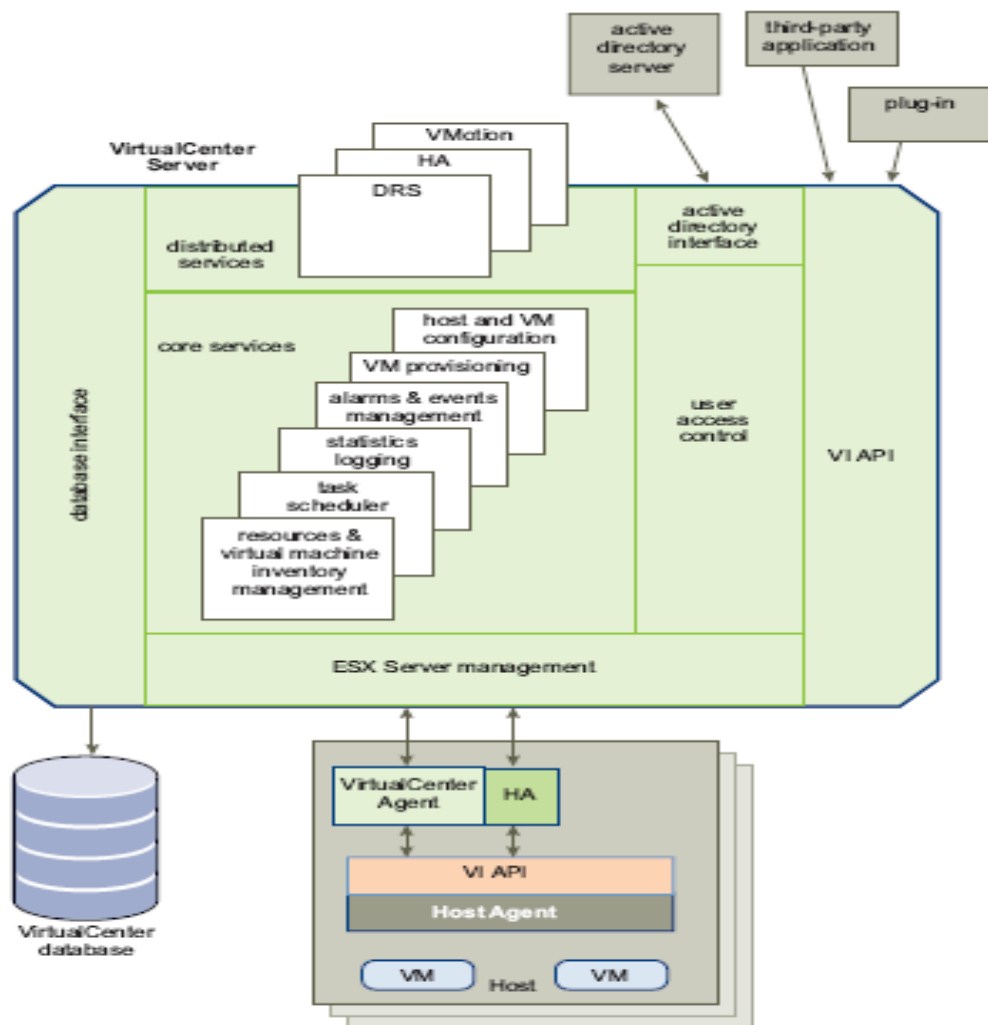 active
directory
server
third-party
application
plug-in
VirtualCenter
Server
VMotion
HA
DRS
distributed
services
active
directory
interface
core services
host and VM
configuration
VM provisioning
alarms & events
management
statistics
logging
task
scheduler
resources &
virtual machine
inventory
management
user
access
control
VI API
database interface
ESX Server management
VirtualCenter
Agent
HA
VI API
Host Agent
VM
Host
VM
VirtualCenter
database